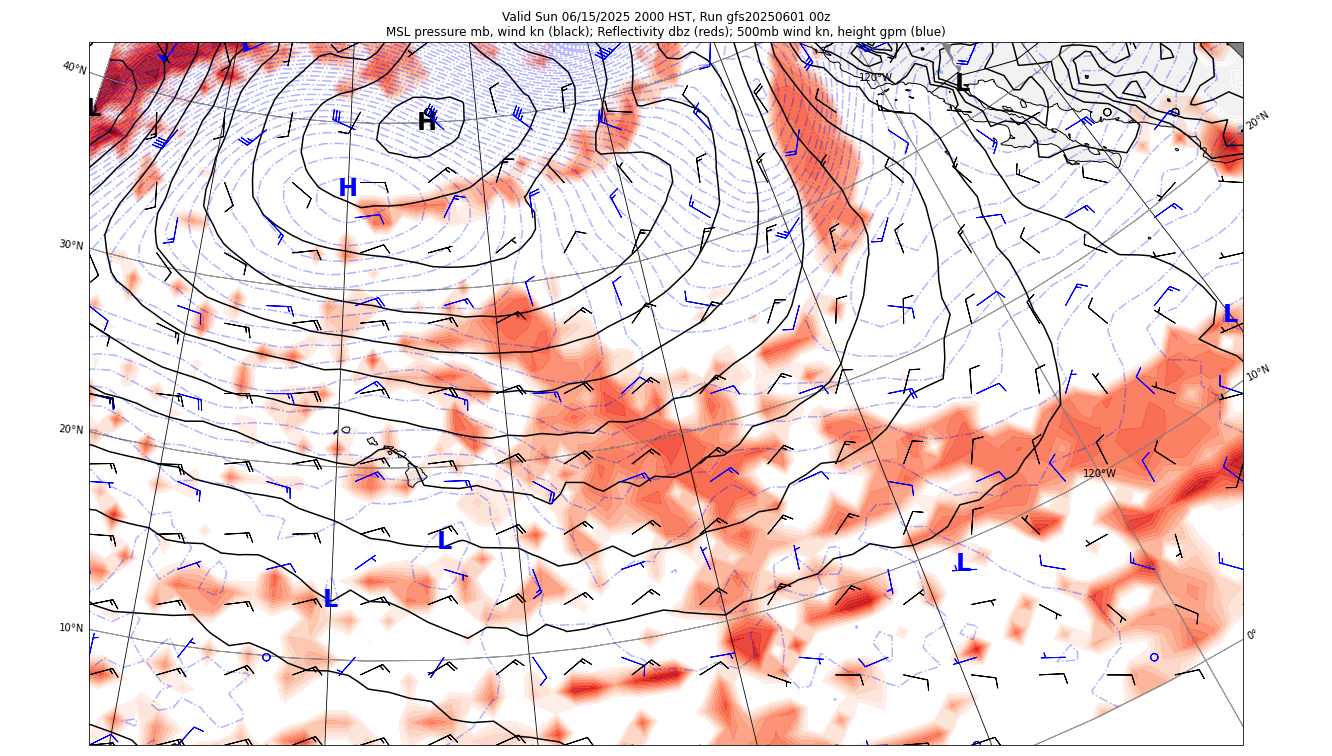 Valid Sun 06/15/2025 2000 HST, Run gfs20250601 00z
MSL pressure mb, wind kn (black); Reflectivity dbz (reds); 500mb wind kn, height gpm (blue)
40°N
120°W
L
L
20°N
H
H
30°N
L
10°N
20°N
120°W
L
L
L
10°N
0°